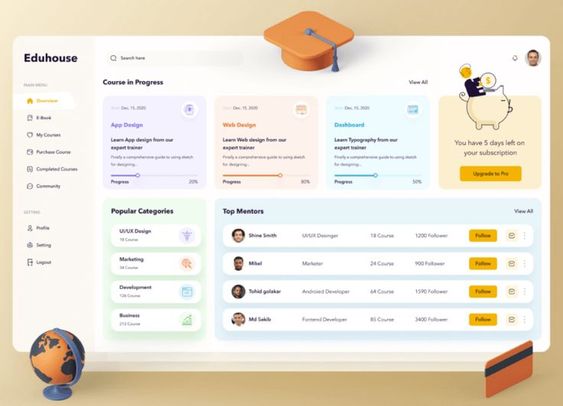 Eduhouse
Search here
MAIN MENU
Overview
E-Book
My Courses
Purchase Course
Completed Courses
Community
SETTING
Profile
Setting
Logout
Course in Progress
View All
Dec, 15, 2020
App Design
Learn App design from our
expert trainer
Finally a comprehensive guide to using sketch
for designing...
Progress
20%
Dec, 15, 2020
Web Design
Learn Web design from our
expert trainer
Finally a comprehensive guide to using sketch
for designing...
Progress
80%
Dec, 15, 2020
Dashboard
Learn Typography from our
expert trainer
Finally a comprehensive guide to using sketch
for designing...
Progress
50%
You have 5 days left on
your subscription
Upgrade to Pro
Popular Categories
UI/UX Design
18 Course
Marketing
34 Course
Development
128 Course
Business
213 Course
Top Mentors
View All
Shine Smith UI/UX Desinger 18 Course 1200 Follower Follow
Mikel Marketer 24 Course 900 Follower Follow
Tohid golakar Androied Developer 64 Course 1590 Follower Follow
Md Sakib Fontend Developer 85 Course 3400 Follower Follow